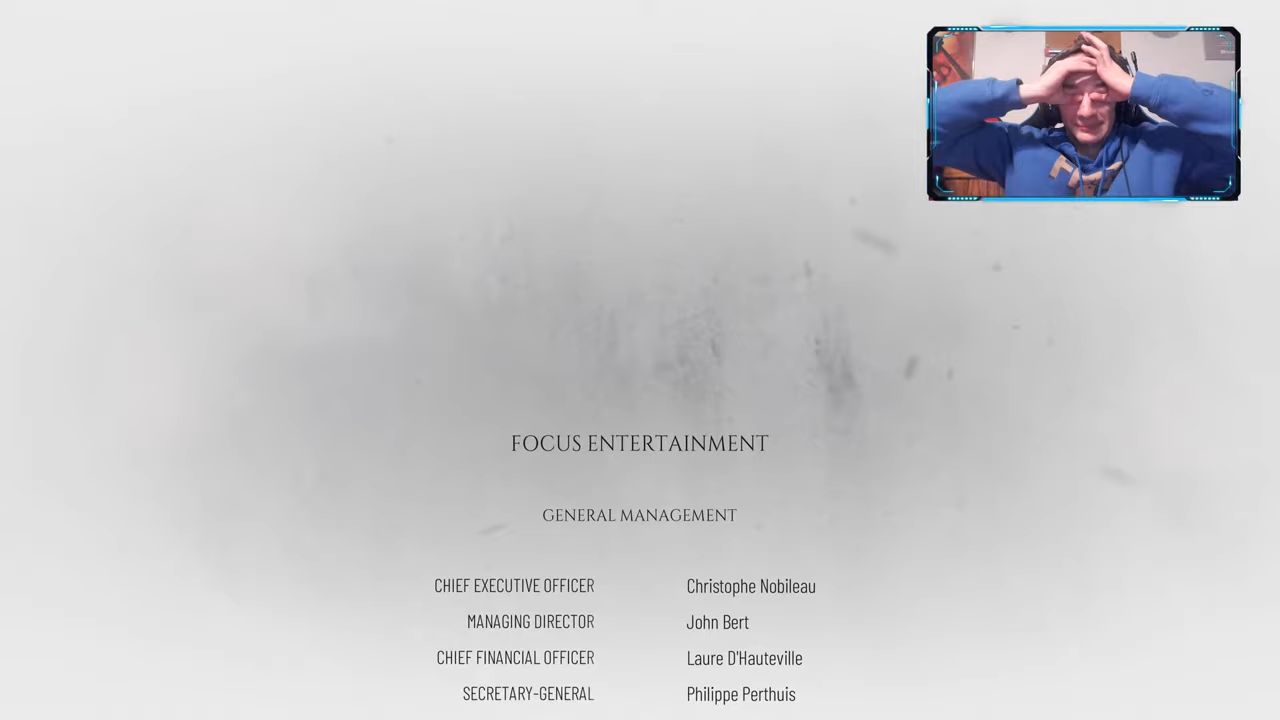 FOCUS ENTERTAINMENT
GENERAL MANAGEMENT
CHIEF EXECUTIVE OFFICER Christophe Nobileau
MANAGING DIRECTOR John Bert
CHIEF FINANCIAL OFFICER Laure D'Hauteville
SECRETARY-GENERAL Philippe Perthuis